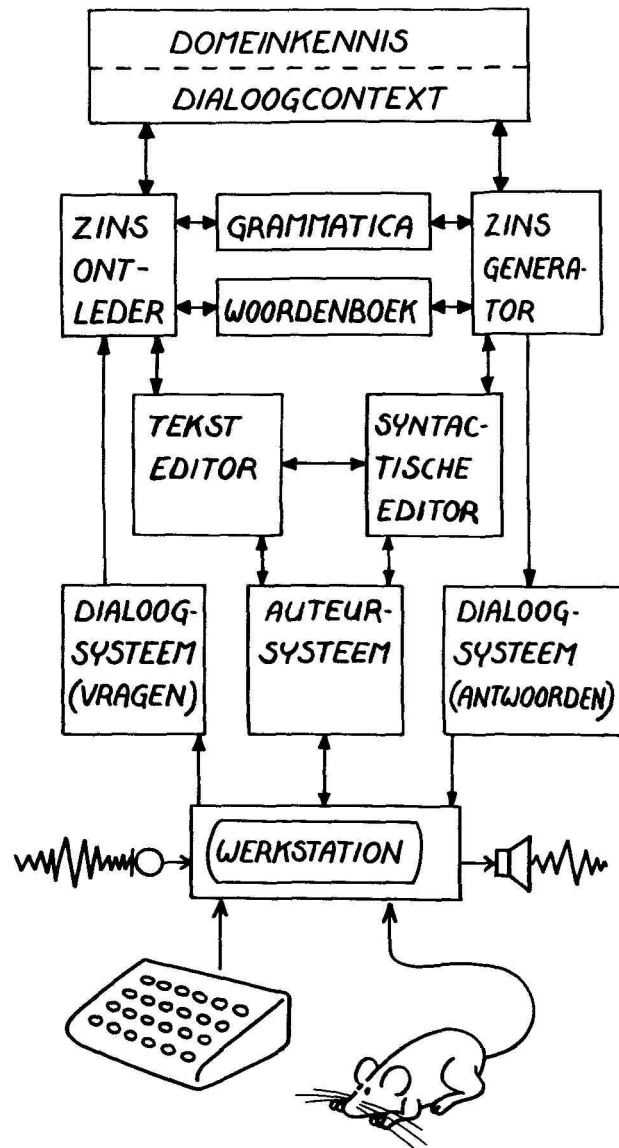 DOMEINKENNIS
DIALOOGCONTEXT
ZINS
ONT-
LEDER
GRAMMATICA
WOORDENBOEK
ZINS
GENERA-
TOR
TEKST
EDITOR
SYNTAC-
TISCHE
EDITOR
DIALOOG-
SYSTEEM
(VRAGEN)
AUTEUR-
SYSTEEM
DIALOOG-
SYSTEEM
(ANTWOORDEN)
WERKSTATION